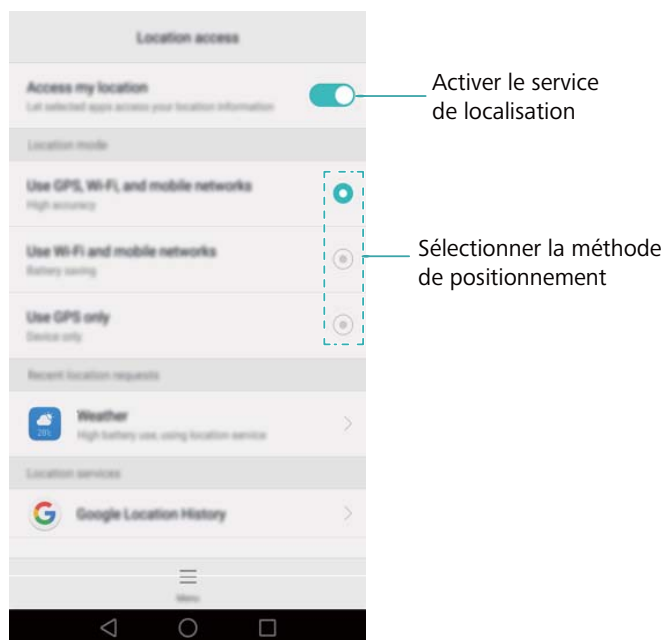 Location access
Access my location
Let selected apps access your location information
Location mode
Use GPS, Wi-Fi, and mobile networks
High accuracy
Use Wi-Fi and mobile networks
Battery saving
Use GPS only
Device only
Recent location requests
Weather
High battery use, using location service
Location services
Google Location History
Menu
Activer le service
de localisation
Sélectionner la méthode
de positionnement